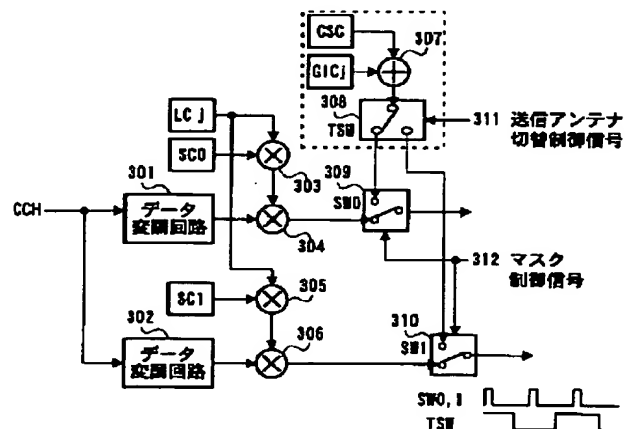 CSC
307
GICj
308
TSW
311 送信アンテナ
切替制御信号
LCj
SC0
303
309
SW0
301
CCH
データ
変調回路
304
312 マスク
制御信号
SC1
305
310
302
306
SW1
データ
変調回路
SW0,1
TSW